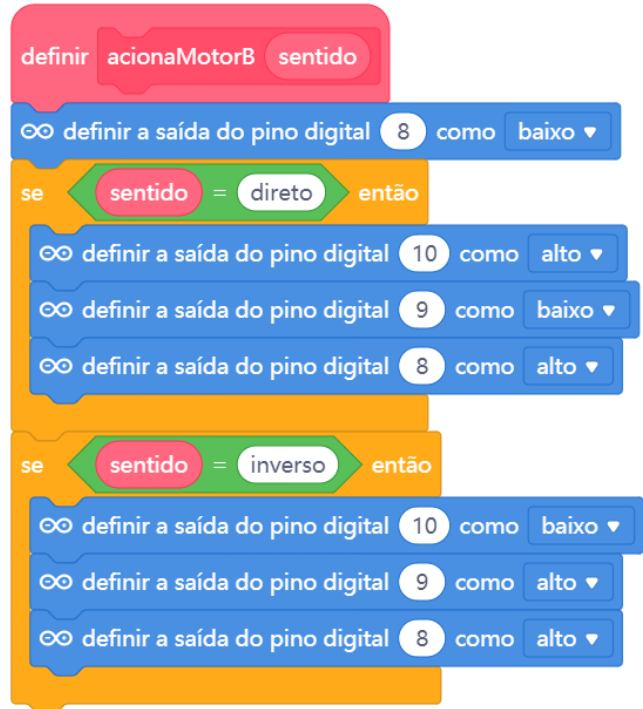 definir acionaMotorB sentido
definir a saída do pino digital 8 como baixo
se sentido = direto então
definir a saída do pino digital 10 como alto
definir a saída do pino digital 9 como baixo
definir a saída do pino digital 8 como alto
se sentido = inverso então
definir a saída do pino digital 10 como baixo
definir a saída do pino digital 9 como alto
definir a saída do pino digital 8 como alto